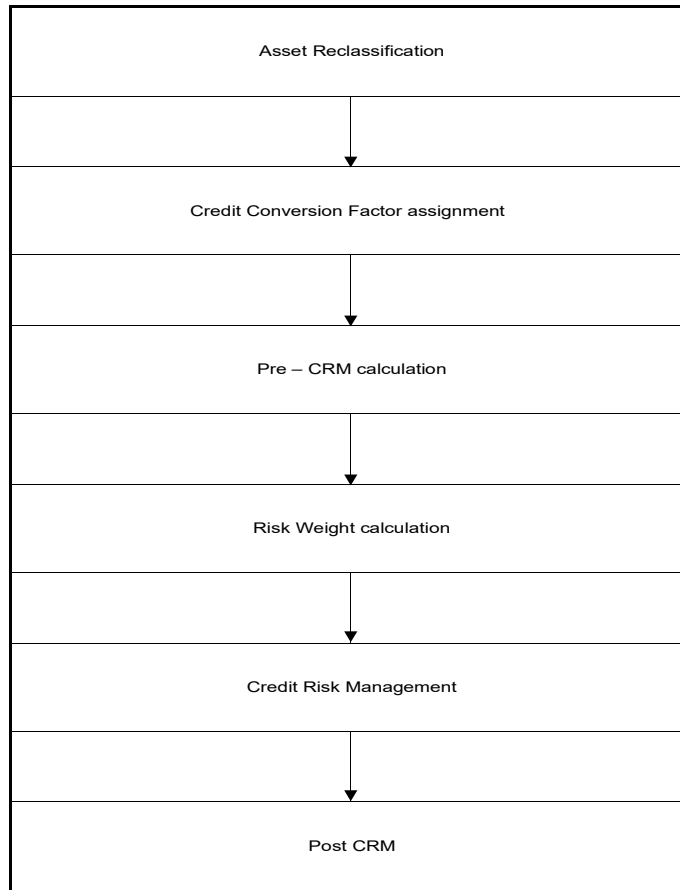 Asset Reclassification
Credit Conversion Factor assignment
Pre – CRM calculation
Risk Weight calculation
Credit Risk Management
Post CRM